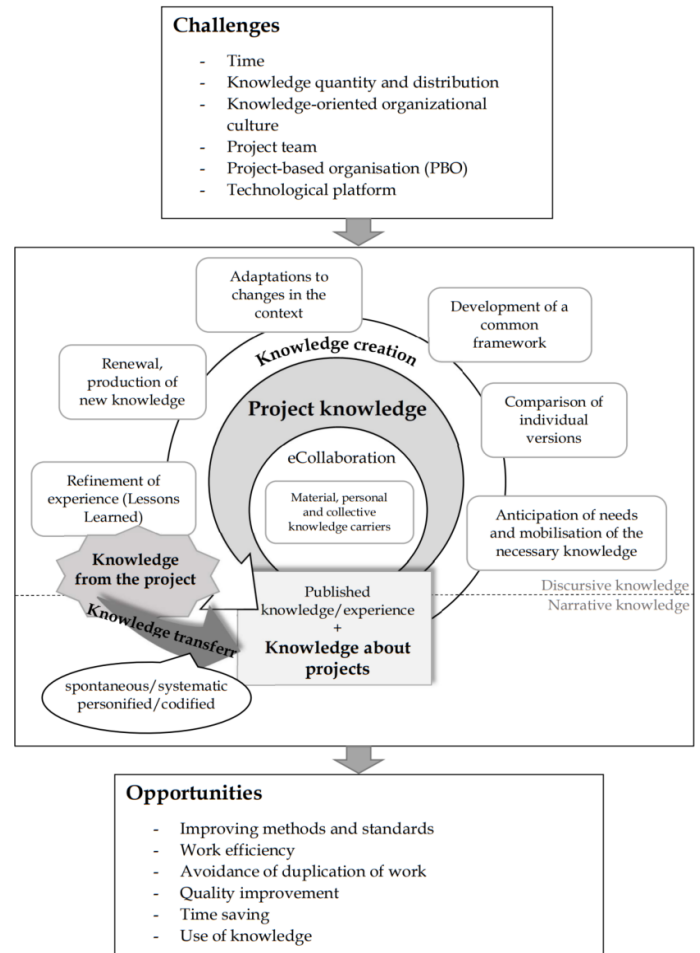 Challenges
- Time
- Knowledge quantity and distribution
- Knowledge-oriented organizational
culture
- Project team
- Project-based organisation (PBO)
- Technological platform
Adaptations to
changes in the
context
Development of a
common
framework
Knowledge creation
Renewal,
production of
new knowledge
Project knowledge
Comparison of
individual
versions
eCollaboration
Refinement of
experience (Lessons
Learned)
Material, personal
and collective
knowledge carriers
Anticipation of needs
and mobilisation of the
necessary knowledge
Knowledge
from the project
Discursive knowledge
Narrative knowledge
Published
knowledge/experience
+
Knowledge about
projects
Knowledge transferr
spontaneous/systematic
personified/codified
Opportunities
- Improving methods and standards
- Work efficiency
- Avoidance of duplication of work
- Quality improvement
- Time saving
- Use of knowledge